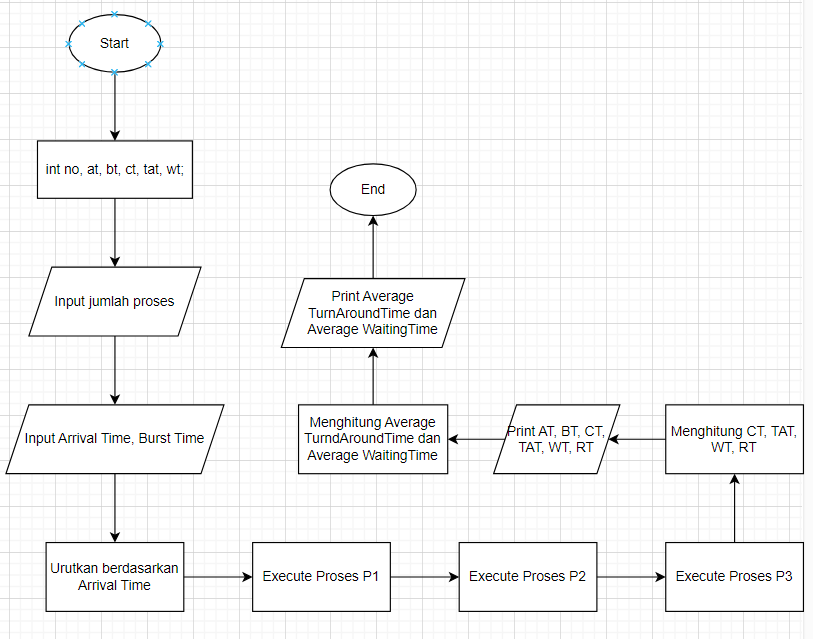 Start
int no, at, bt, ct, tat, wt;
Input jumlah proses
Input Arrival Time, Burst Time
Urutkan berdasarkan
Arrival Time
Execute Proses P1
Execute Proses P2
Execute Proses P3
Menghitung CT, TAT,
WT, RT
Print AT, BT, CT,
TAT, WT, RT
Menghitung Average
TurndAroundTime dan
Average WaitingTime
Print Average
TurnAroundTime dan
Average WaitingTime
End